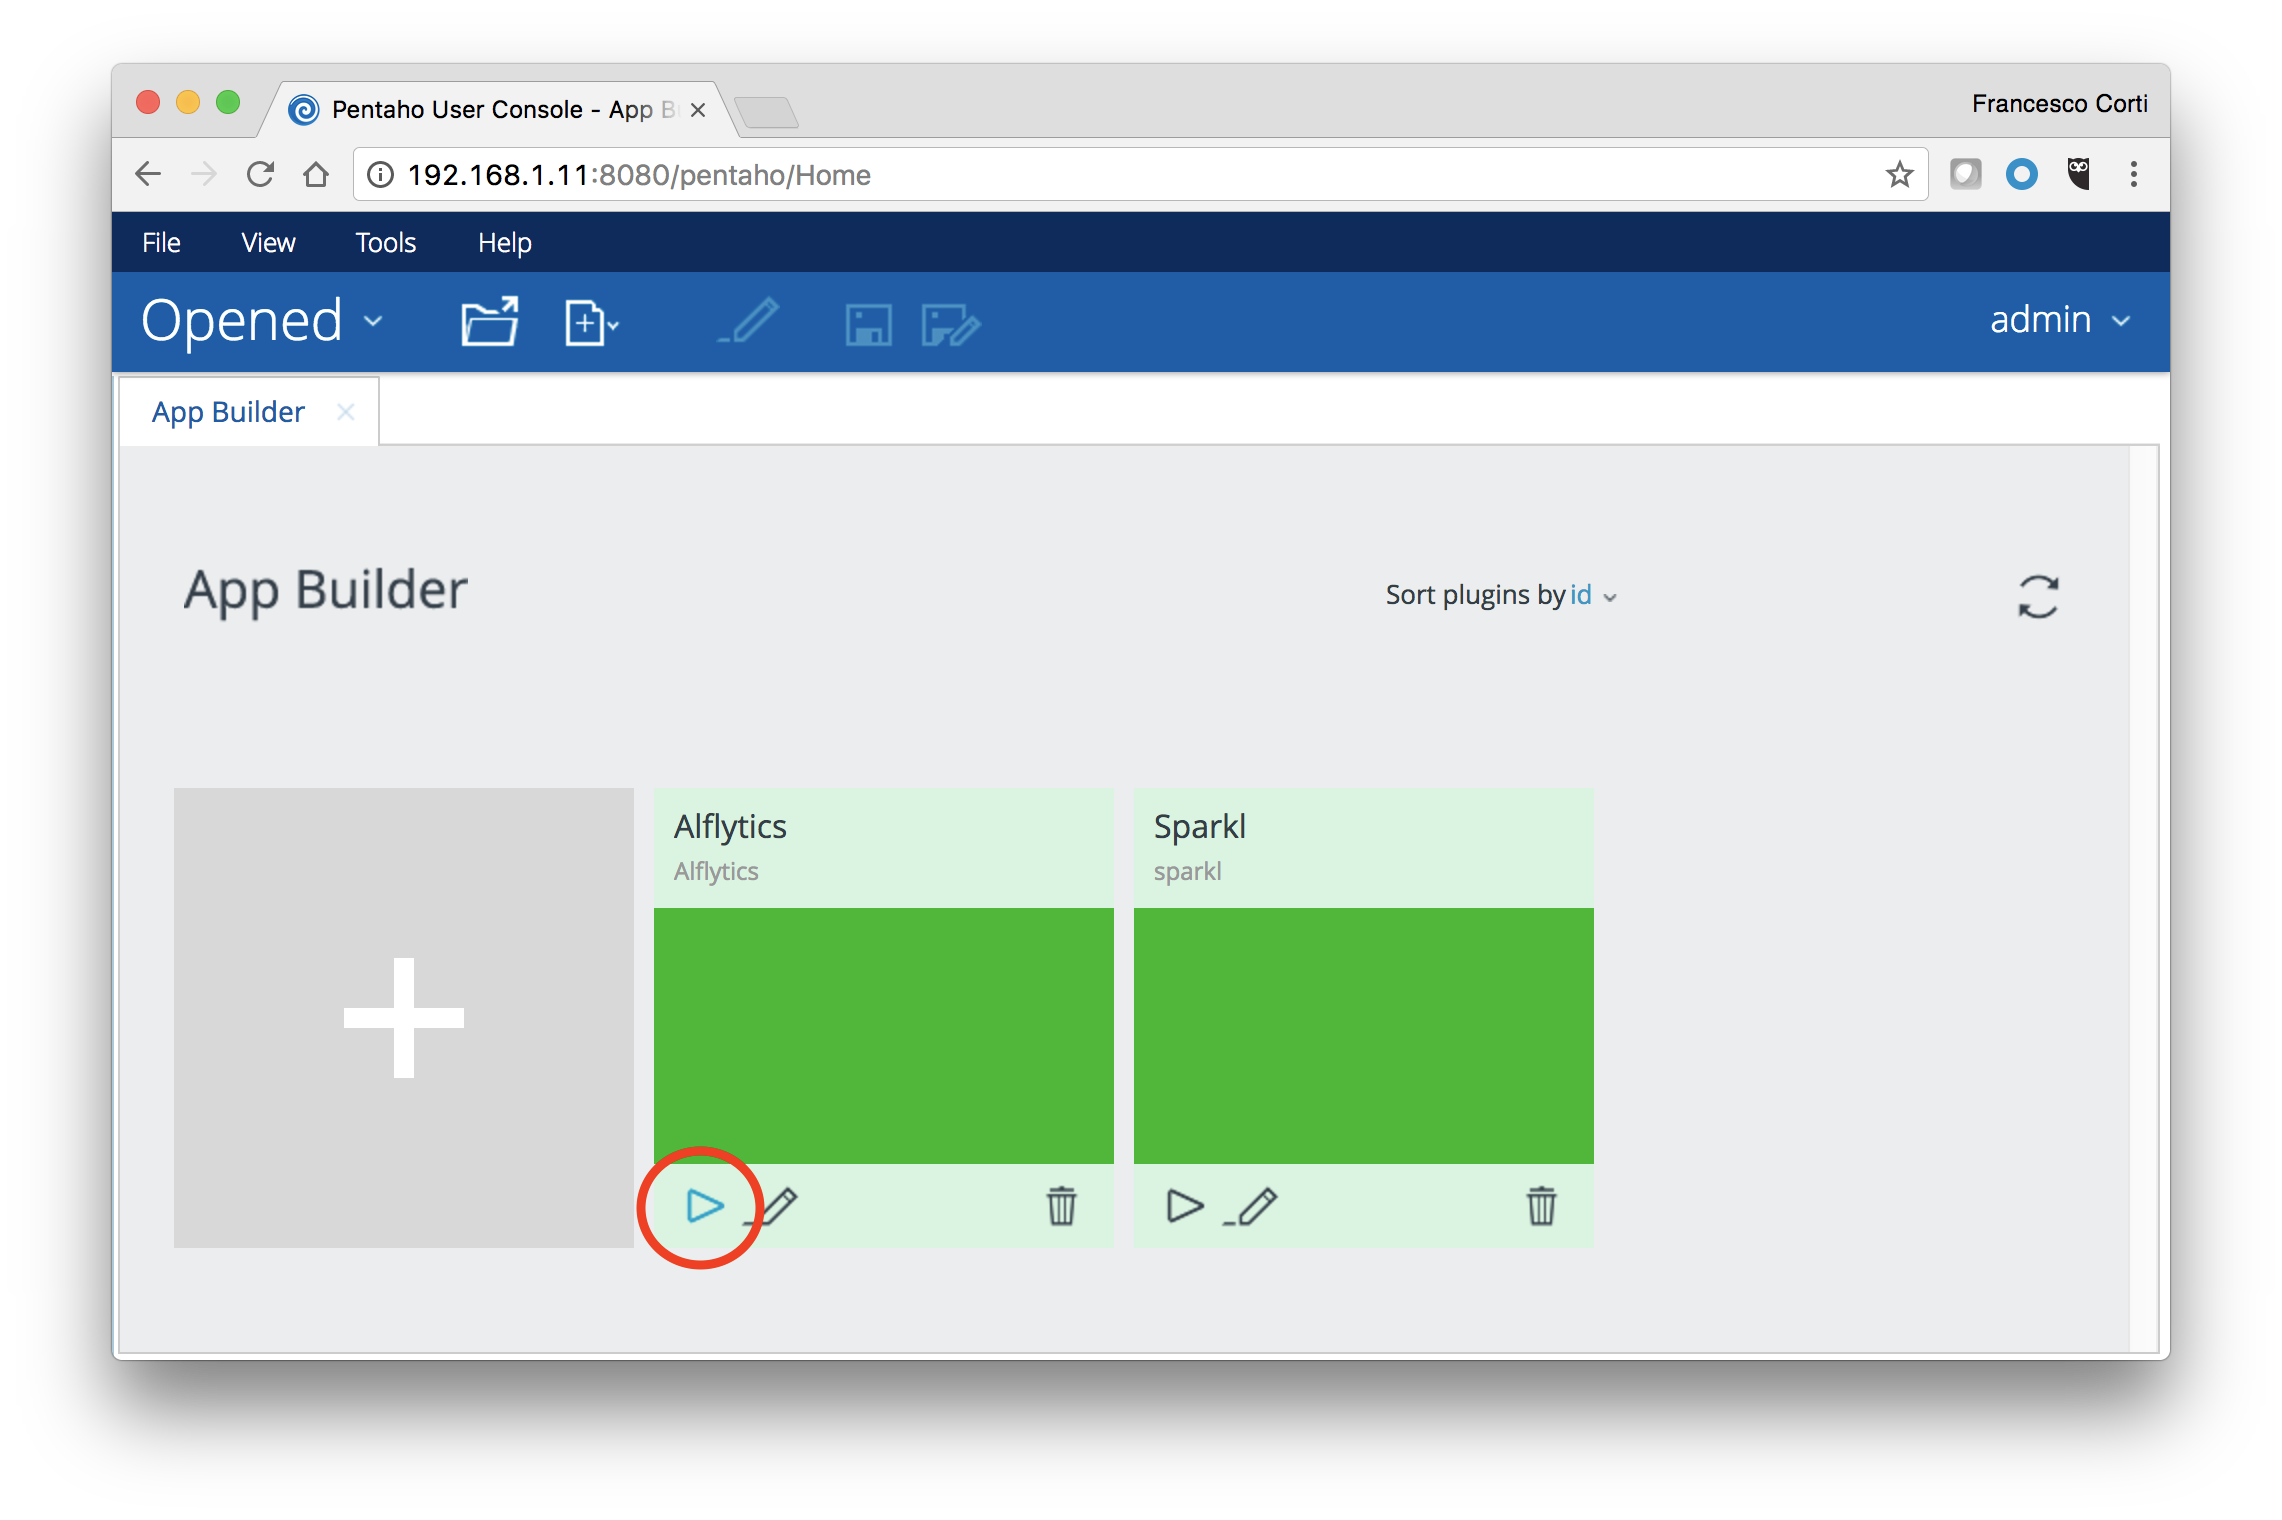 Pentaho User Console - App B
Francesco Corti
192.168.1.11:8080/pentaho/Home
File View Tools Help
Opened
admin
App Builder
App Builder
Sort plugins by id
Alflytics
Alflytics
Sparkl
sparkl